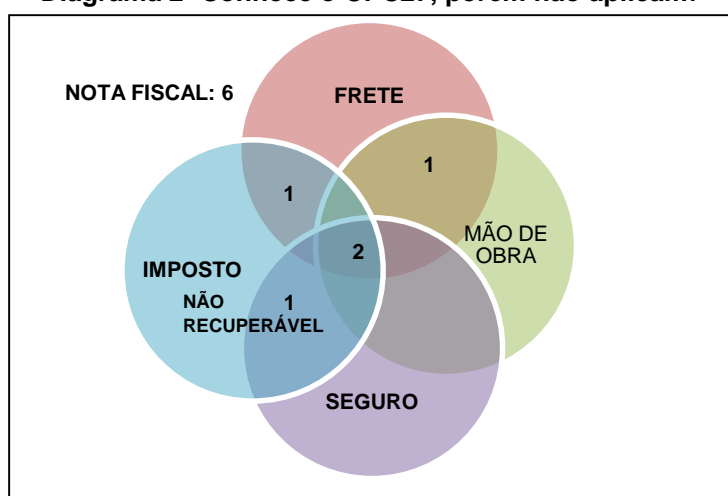 NOTA FISCAL: 6
FRETE
1
1
MÃO DE
OBRA
2
IMPOSTO
NÃO
1
RECUPERÁVEL
SEGURO